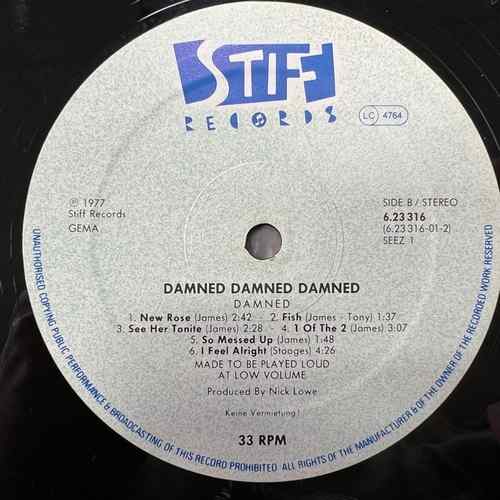 STIFF
RECORDS
LC 4764
℗ 1977
Stiff Records
GEMA
SIDE B / STEREO
6.23316
(6.23316-01-2)
SEEZ 1
DAMNED DAMNED DAMNED
DAMNED
1. New Rose (James) 2:42 - 2. Fish (James - Tony) 1:37
3. See Her Tonite (James) 2:28 - 4. 1 Of The 2 (James) 3:07
5. So Messed Up (James) 1:48
6. I Feel Alright (Stooges) 4:26
MADE TO BE PLAYED LOUD
AT LOW VOLUME
Produced by Nick Lowe
Keine Vermietung!
33 RPM
UNAUTHORISED COPYING PUBLIC PERFORMANCE & BROADCASTING OF THIS RECORD PROHIBITED. ALL RIGHTS OF THE MANUFACTURER & OF THE OWNER OF THE RECORDED WORK RESERVED